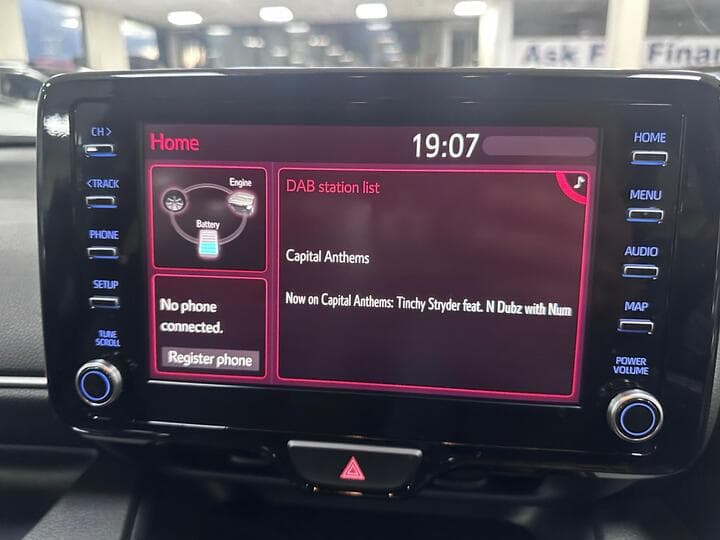 Ask F Finan
CH >
<TRACK
PHONE
SETUP
TUNE
SCROLL
Home
19:07
Engine
Battery
No phone
connected.
Register phone
DAB station list
Capital Anthems
Now on Capital Anthems: Tinchy Stryder feat. N Dubz with Num
HOME
MENU
AUDIO
MAP
POWER
VOLUME